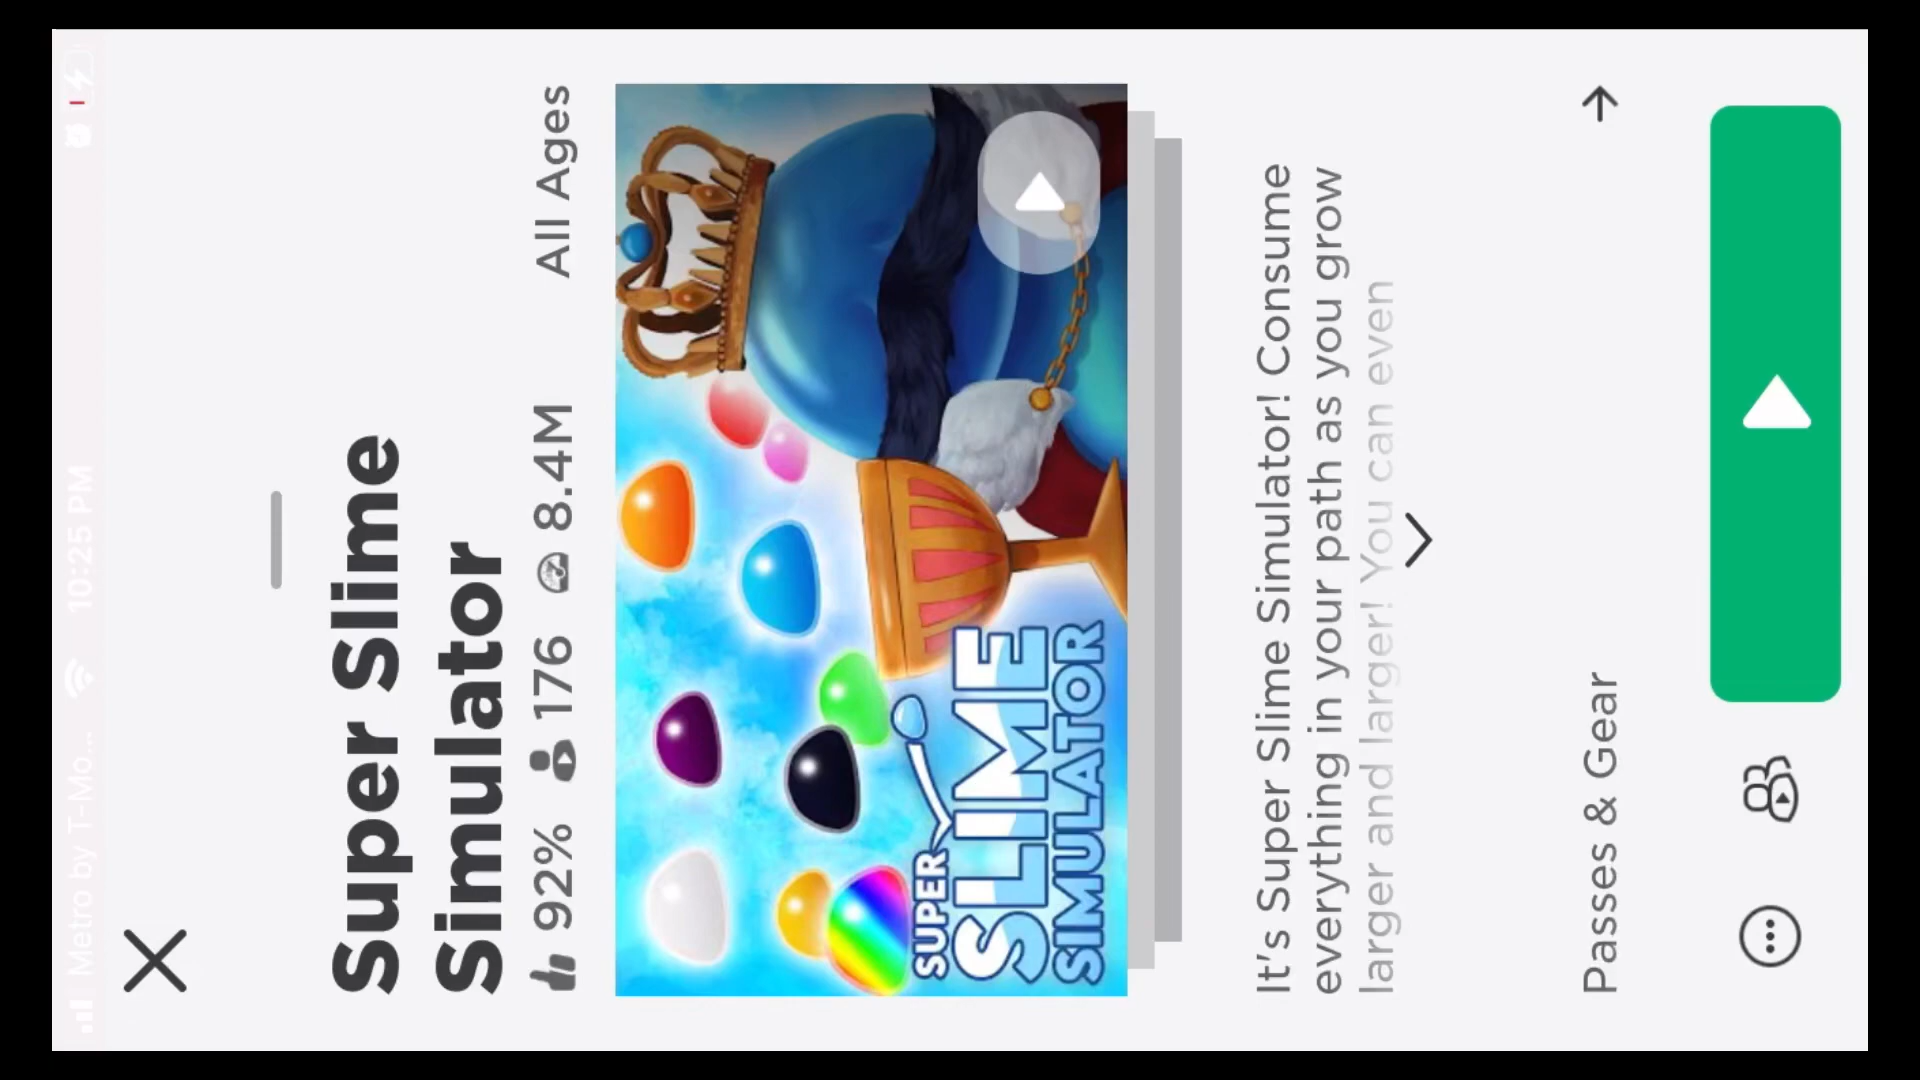 Metro by T-Mo... 10:25 PM
Super Slime
Simulator
92% 176 8.4M All Ages
SUPER
SLIME
SIMULATOR
It's Super Slime Simulator! Consume
everything in your path as you grow
larger and larger! You can even
Passes & Gear